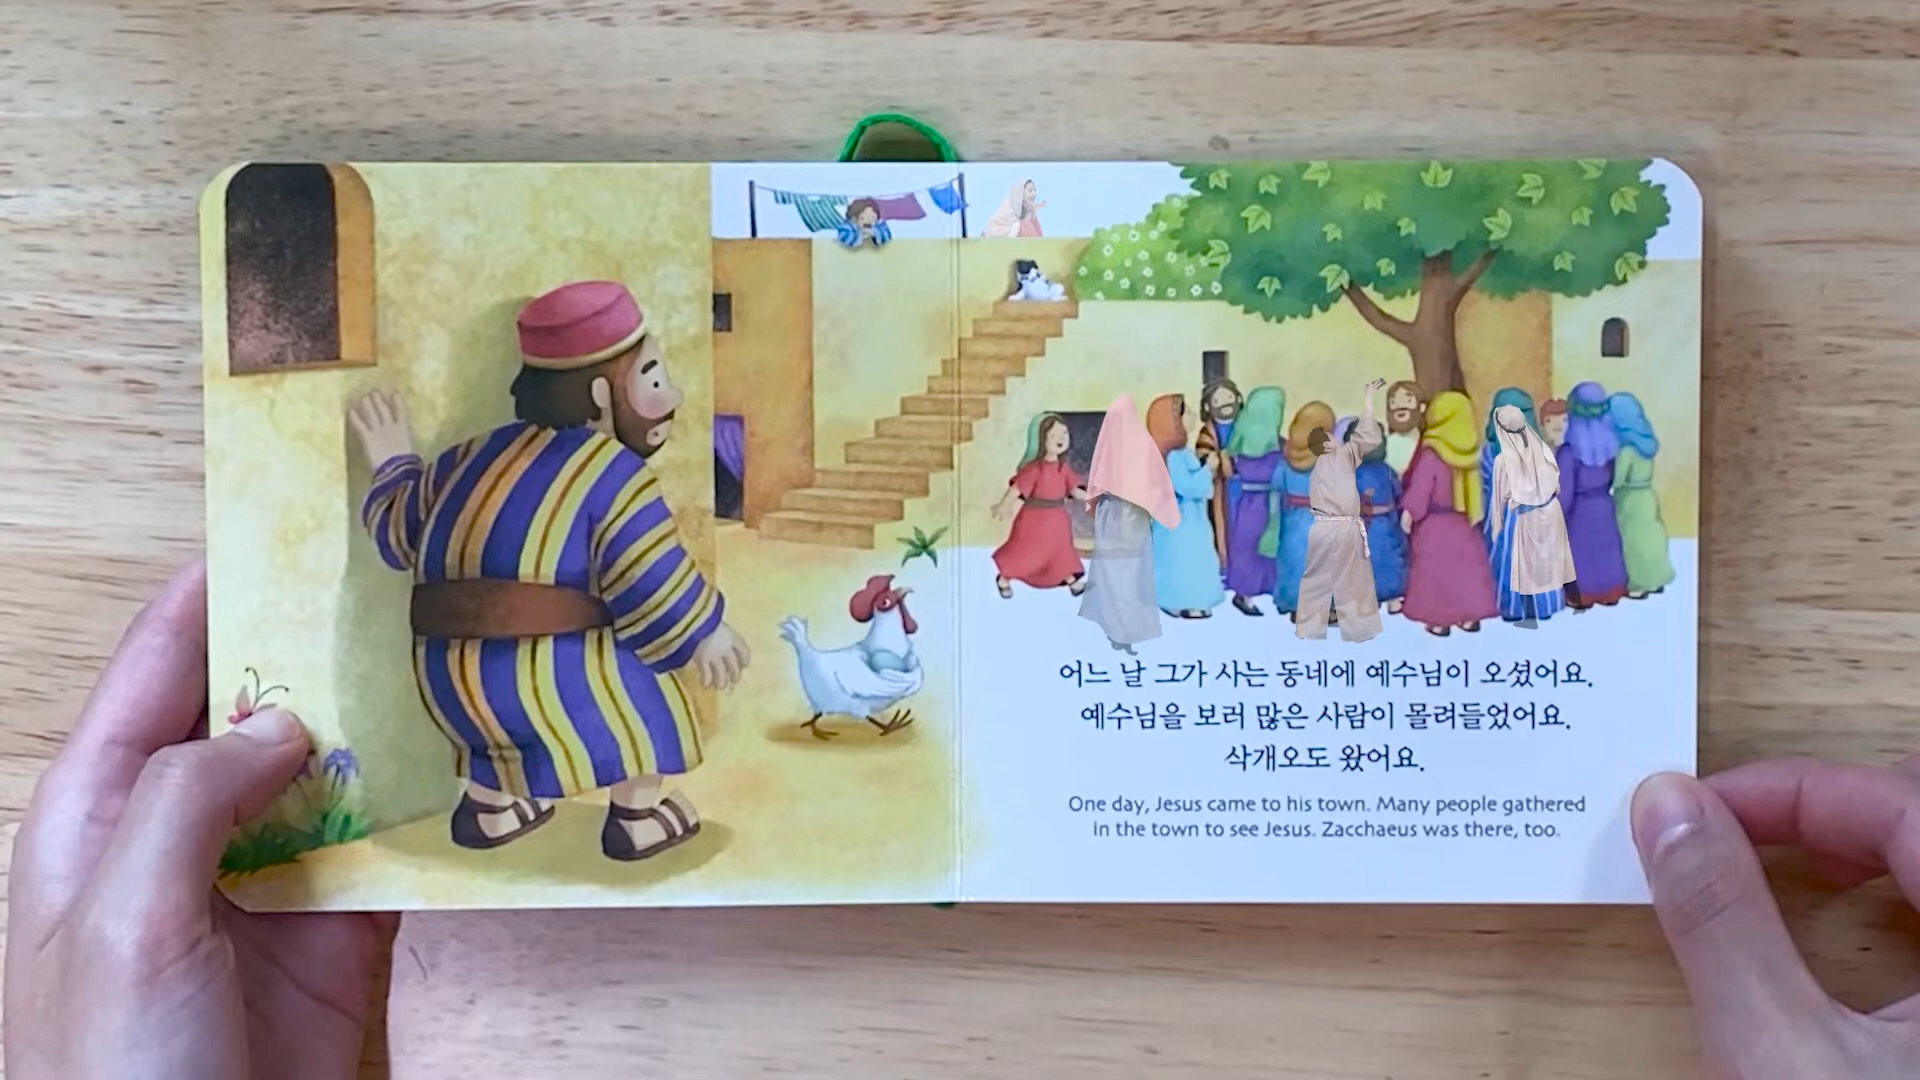 어느 날 그가 사는 동네에 예수님이 오셨어요.
예수님을 보러 많은 사람이 몰려들었어요.
삭개오도 왔어요.
One day, Jesus came to his town. Many people gathered
in the town to see Jesus. Zacchaeus was there, too.